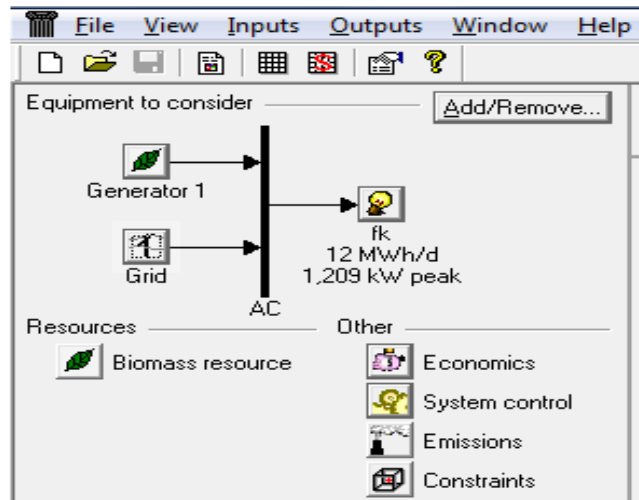 File View Inputs Outputs Window Help
Equipment to consider Add/Remove...
Generator 1
fk
12 MWh/d
1,209 kW peak
Grid
AC
Resources Other
Biomass resource Economics
System control
Emissions
Constraints